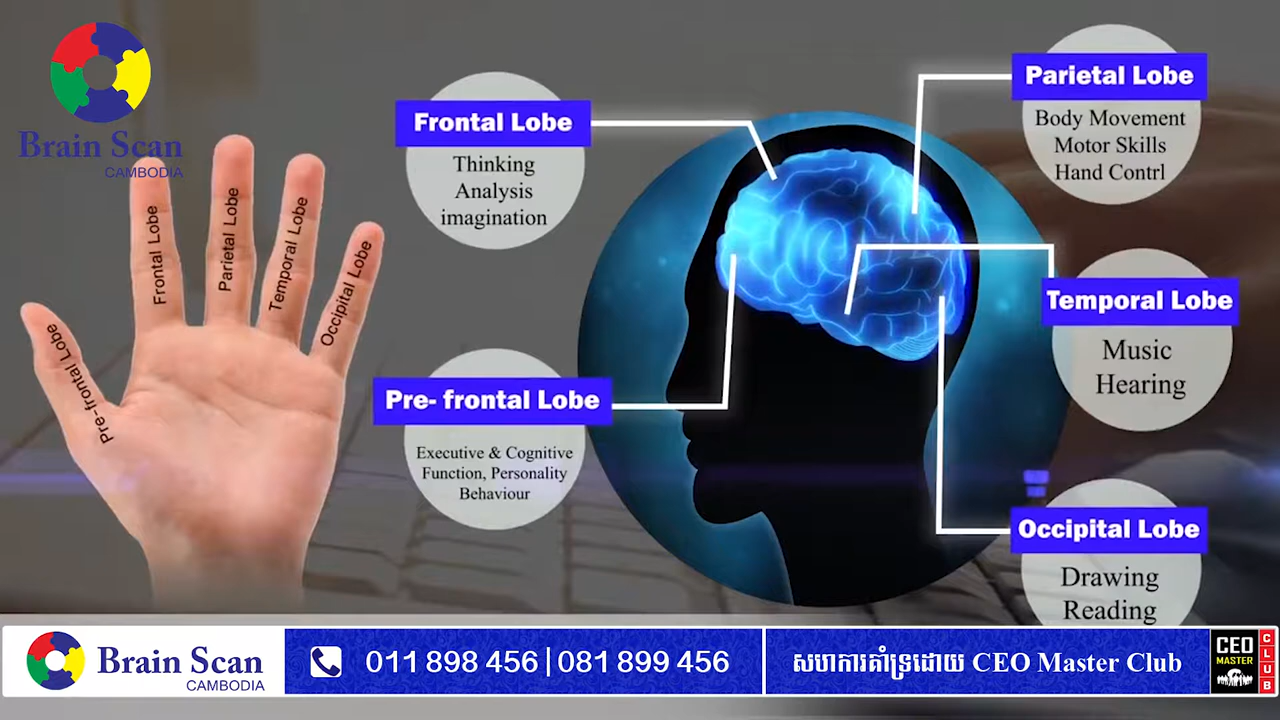 Brain Scan
CAMBODIA
Pre-frontal Lobe
Frontal Lobe
Parietal Lobe
Temporal Lobe
Occipital Lobe
Frontal Lobe
Thinking
Analysis
imagination
Pre- frontal Lobe
Executive & Cognitive
Function, Personality
Behaviour
Parietal Lobe
Body Movement
Motor Skills
Hand Contrl
Temporal Lobe
Music
Hearing
Occipital Lobe
Drawing
Reading
Brain Scan
CAMBODIA
011 898 456 | 081 899 456
សហការគាំទ្រដោយ CEO Master Club
CEO
MASTER
CLUB